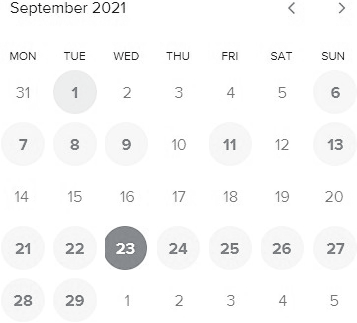 September 2021
MON TUE WED THU FRI SAT SUN
31 1 2 3 4 5 6
7 8 9 10 11 12 13
14 15 16 17 18 19 20
21 22 23 24 25 26 27
28 29 1 2 3 4 5